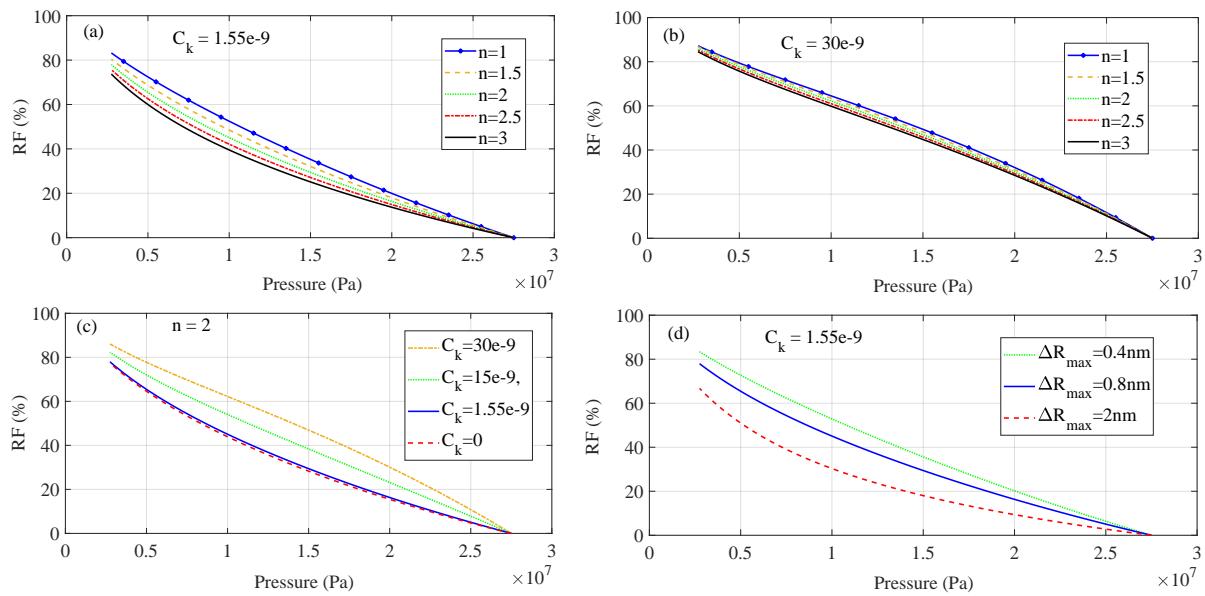 (a)
C_k = 1.55e-9
n=1
n=1.5
n=2
n=2.5
n=3
100
80
60
40
20
0
RF (%)
0 0.5 1 1.5 2 2.5 3
×10^7
Pressure (Pa)
(b)
C_k = 30e-9
n=1
n=1.5
n=2
n=2.5
n=3
100
80
60
40
20
0
RF (%)
0 0.5 1 1.5 2 2.5 3
×10^7
Pressure (Pa)
(c)
n = 2
C_k=30e-9
C_k=15e-9,
C_k=1.55e-9
C_k=0
100
80
60
40
20
0
RF (%)
0 0.5 1 1.5 2 2.5 3
×10^7
Pressure (Pa)
(d)
C_k = 1.55e-9
ΔR_max=0.4nm
ΔR_max=0.8nm
ΔR_max=2nm
100
80
60
40
20
0
RF (%)
0 0.5 1 1.5 2 2.5 3
×10^7
Pressure (Pa)